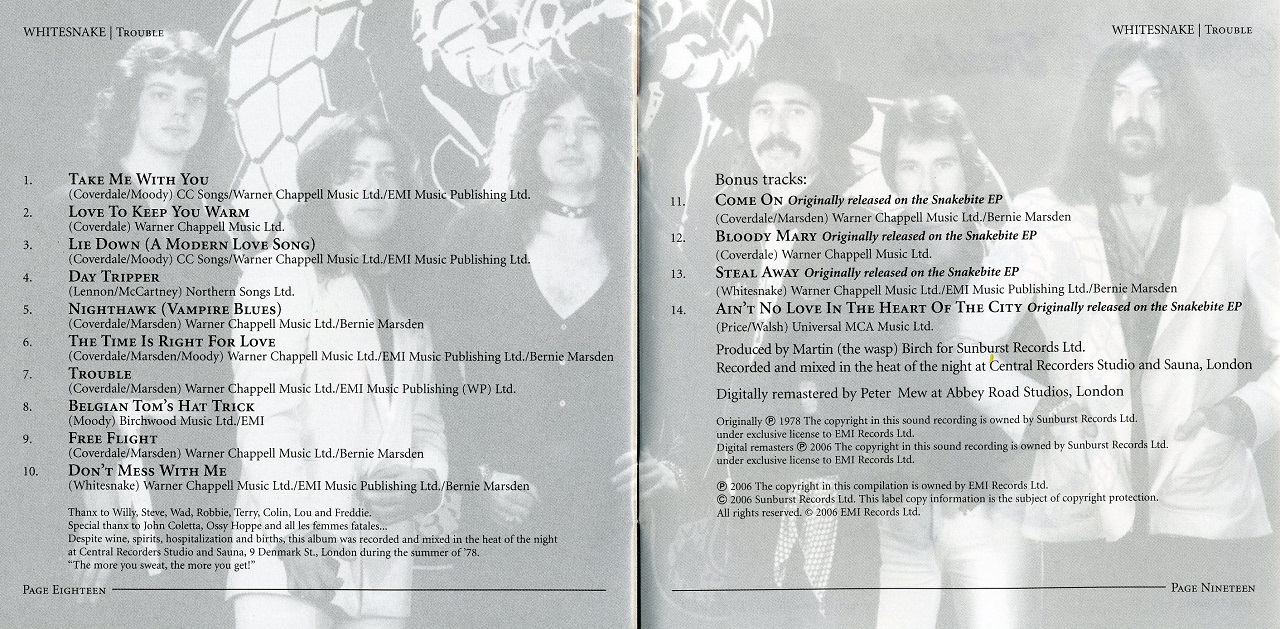 WHITESNAKE | TROUBLE
1. TAKE ME WITH YOU
(Coverdale/Moody) CC Songs/Warner Chappell Music Ltd./EMI Music Publishing Ltd.
2. LOVE TO KEEP YOU WARM
(Coverdale) Warner Chappell Music Ltd.
3. LIE DOWN (A MODERN LOVE SONG)
(Coverdale/Moody) CC Songs/Warner Chappell Music Ltd./EMI Music Publishing Ltd.
4. DAY TRIPPER
(Lennon/McCartney) Northern Songs Ltd.
5. NIGHTHAWK (VAMPIRE BLUES)
(Coverdale/Marsden) Warner Chappell Music Ltd./Bernie Marsden
6. THE TIME IS RIGHT FOR LOVE
(Coverdale/Marsden/Moody) Warner Chappell Music Ltd./EMI Music Publishing Ltd./Bernie Marsden
7. TROUBLE
(Coverdale/Marsden) Warner Chappell Music Ltd./EMI Music Publishing (WP) Ltd.
8. BELGIAN TOM'S HAT TRICK
(Moody) Birchwood Music Ltd./EMI
9. FREE FLIGHT
(Coverdale/Marsden) Warner Chappell Music Ltd./Bernie Marsden
10. DON'T MESS WITH ME
(Whitesnake) Warner Chappell Music Ltd./EMI Music Publishing Ltd./Bernie Marsden
Thanx to Willy, Steve, Wad, Robbie, Terry, Colin, Lou and Freddie.
Special thanx to John Coletta, Ossy Hoppe and all les femmes fatales...
Despite wine, spirits, hospitalization and births, this album was recorded and mixed in the heat of the night
at Central Recorders Studio and Sauna, 9 Denmark St., London during the summer of '78.
"The more you sweat, the more you get!"
PAGE EIGHTEEN
WHITESNAKE | TROUBLE
Bonus tracks:
11. COME ON Originally released on the Snakebite EP
(Coverdale/Marsden) Warner Chappell Music Ltd./Bernie Marsden
12. BLOODY MARY Originally released on the Snakebite EP
(Coverdale) Warner Chappell Music Ltd.
13. STEAL AWAY Originally released on the Snakebite EP
(Whitesnake) Warner Chappell Music Ltd./EMI Music Publishing Ltd./Bernie Marsden
14. AIN'T NO LOVE IN THE HEART OF THE CITY Originally released on the Snakebite EP
(Price/Walsh) Universal MCA Music Ltd.
Produced by Martin (the wasp) Birch for Sunburst Records Ltd.
Recorded and mixed in the heat of the night at Central Recorders Studio and Sauna, London
Digitally remastered by Peter Mew at Abbey Road Studios, London
Originally ℗ 1978 The copyright in this sound recording is owned by Sunburst Records Ltd.
under exclusive license to EMI Records Ltd.
Digital remasters ℗ 2006 The copyright in this sound recording is owned by Sunburst Records Ltd.
under exclusive license to EMI Records Ltd.
℗ 2006 The copyright in this compilation is owned by EMI Records Ltd.
© 2006 Sunburst Records Ltd. This label copy information is the subject of copyright protection.
All rights reserved. © 2006 EMI Records Ltd.
PAGE NINETEEN